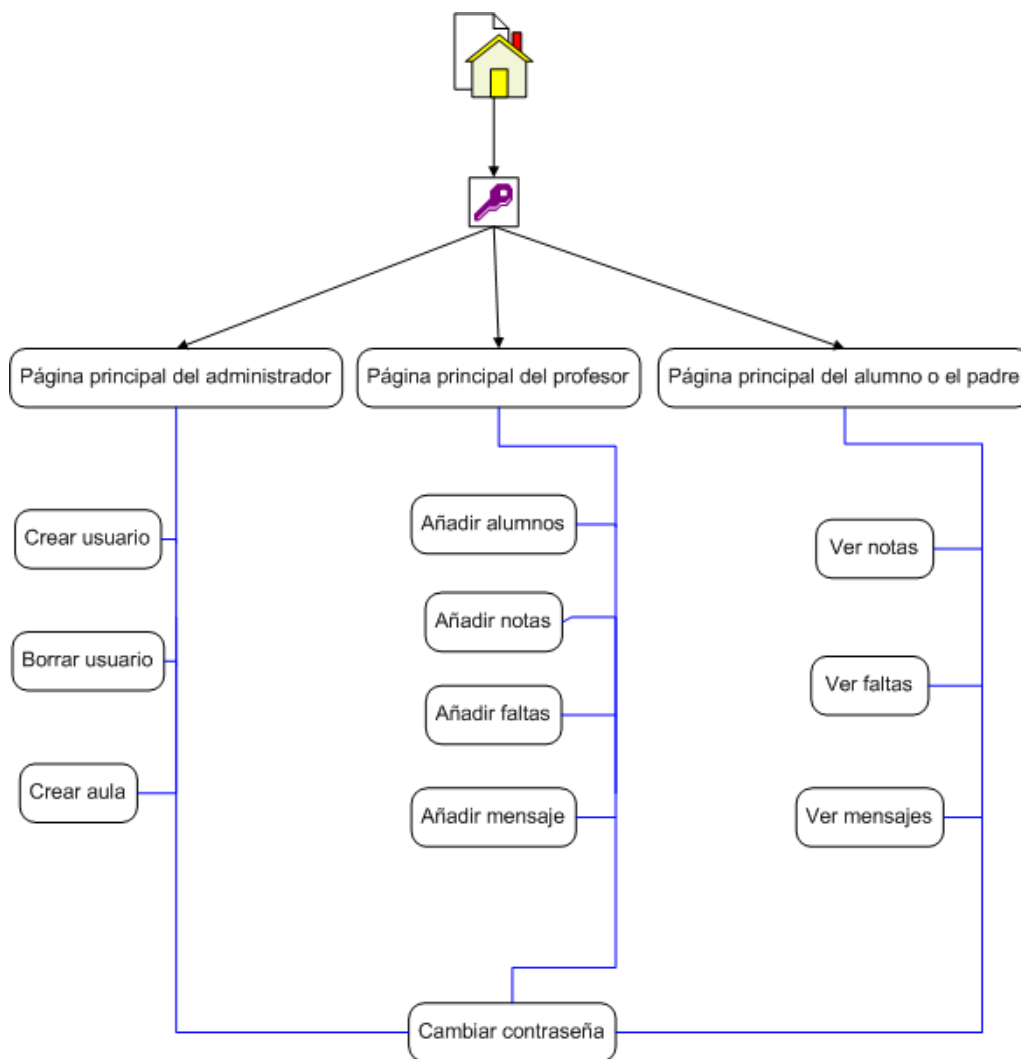 Página principal del administrador
Página principal del profesor
Página principal del alumno o el padre
Crear usuario
Borrar usuario
Crear aula
Añadir alumnos
Añadir notas
Añadir faltas
Añadir mensaje
Ver notas
Ver faltas
Ver mensajes
Cambiar contraseña